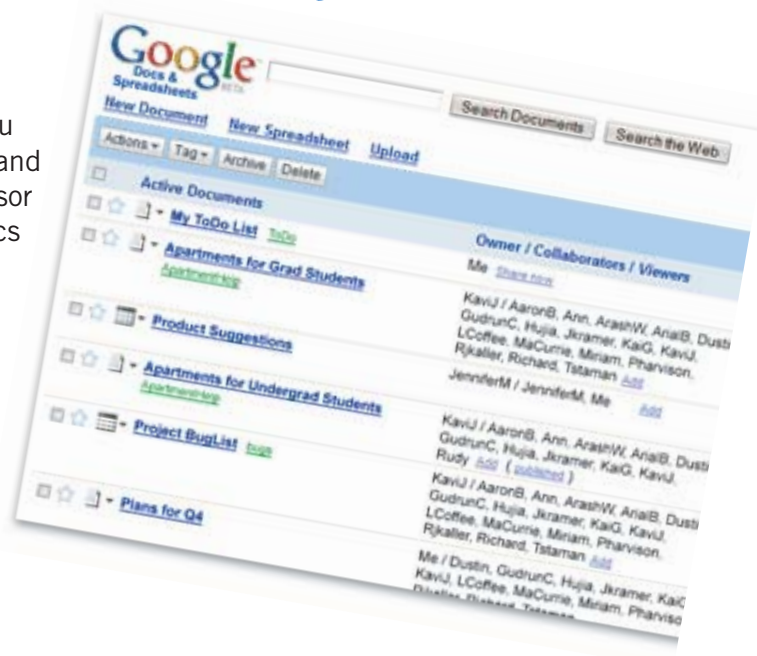 u
and
sor
cs
Google
Docs &
Spreadsheets
BETA
Search Documents Search the Web
New Document New Spreadsheet Upload
Actions Tag Archive Delete
Active Documents Owner / Collaborators / Viewers
My ToDo List ToDo Me Share now
Apartments for Grad Students KaviJ / AaronB, Ann, ArashW, AnalB, Dusti
ApartmentHelp GudrunC, Hujia, Jkramer, KaiG, KaviJ,
LCoffee, MaCurrie, Miriam, Pharvison,
Rjkaller, Richard, Tstaman Add
Product Suggestions JenniferM / JenniferM, Me Add
Apartments for Undergrad Students KaviJ / AaronB, Ann, ArashW, AnalB, Dusti
ApartmentHelp GudrunC, Hujia, Jkramer, KaiG, KaviJ,
Rudy Add ( published )
Project BugList bugs KaviJ / AaronB, Ann, ArashW, AnalB, Dusti
GudrunC, Hujia, Jkramer, KaiG, KaviJ,
LCoffee, MaCurrie, Miriam, Pharvison,
Rjkaller, Richard, Tstaman Add
Plans for Q4 Me / Dustin, GudrunC, Hujia, Jkramer, KaiG
KaviJ, LCoffee, MaCurrie, Miriam, Pharviso